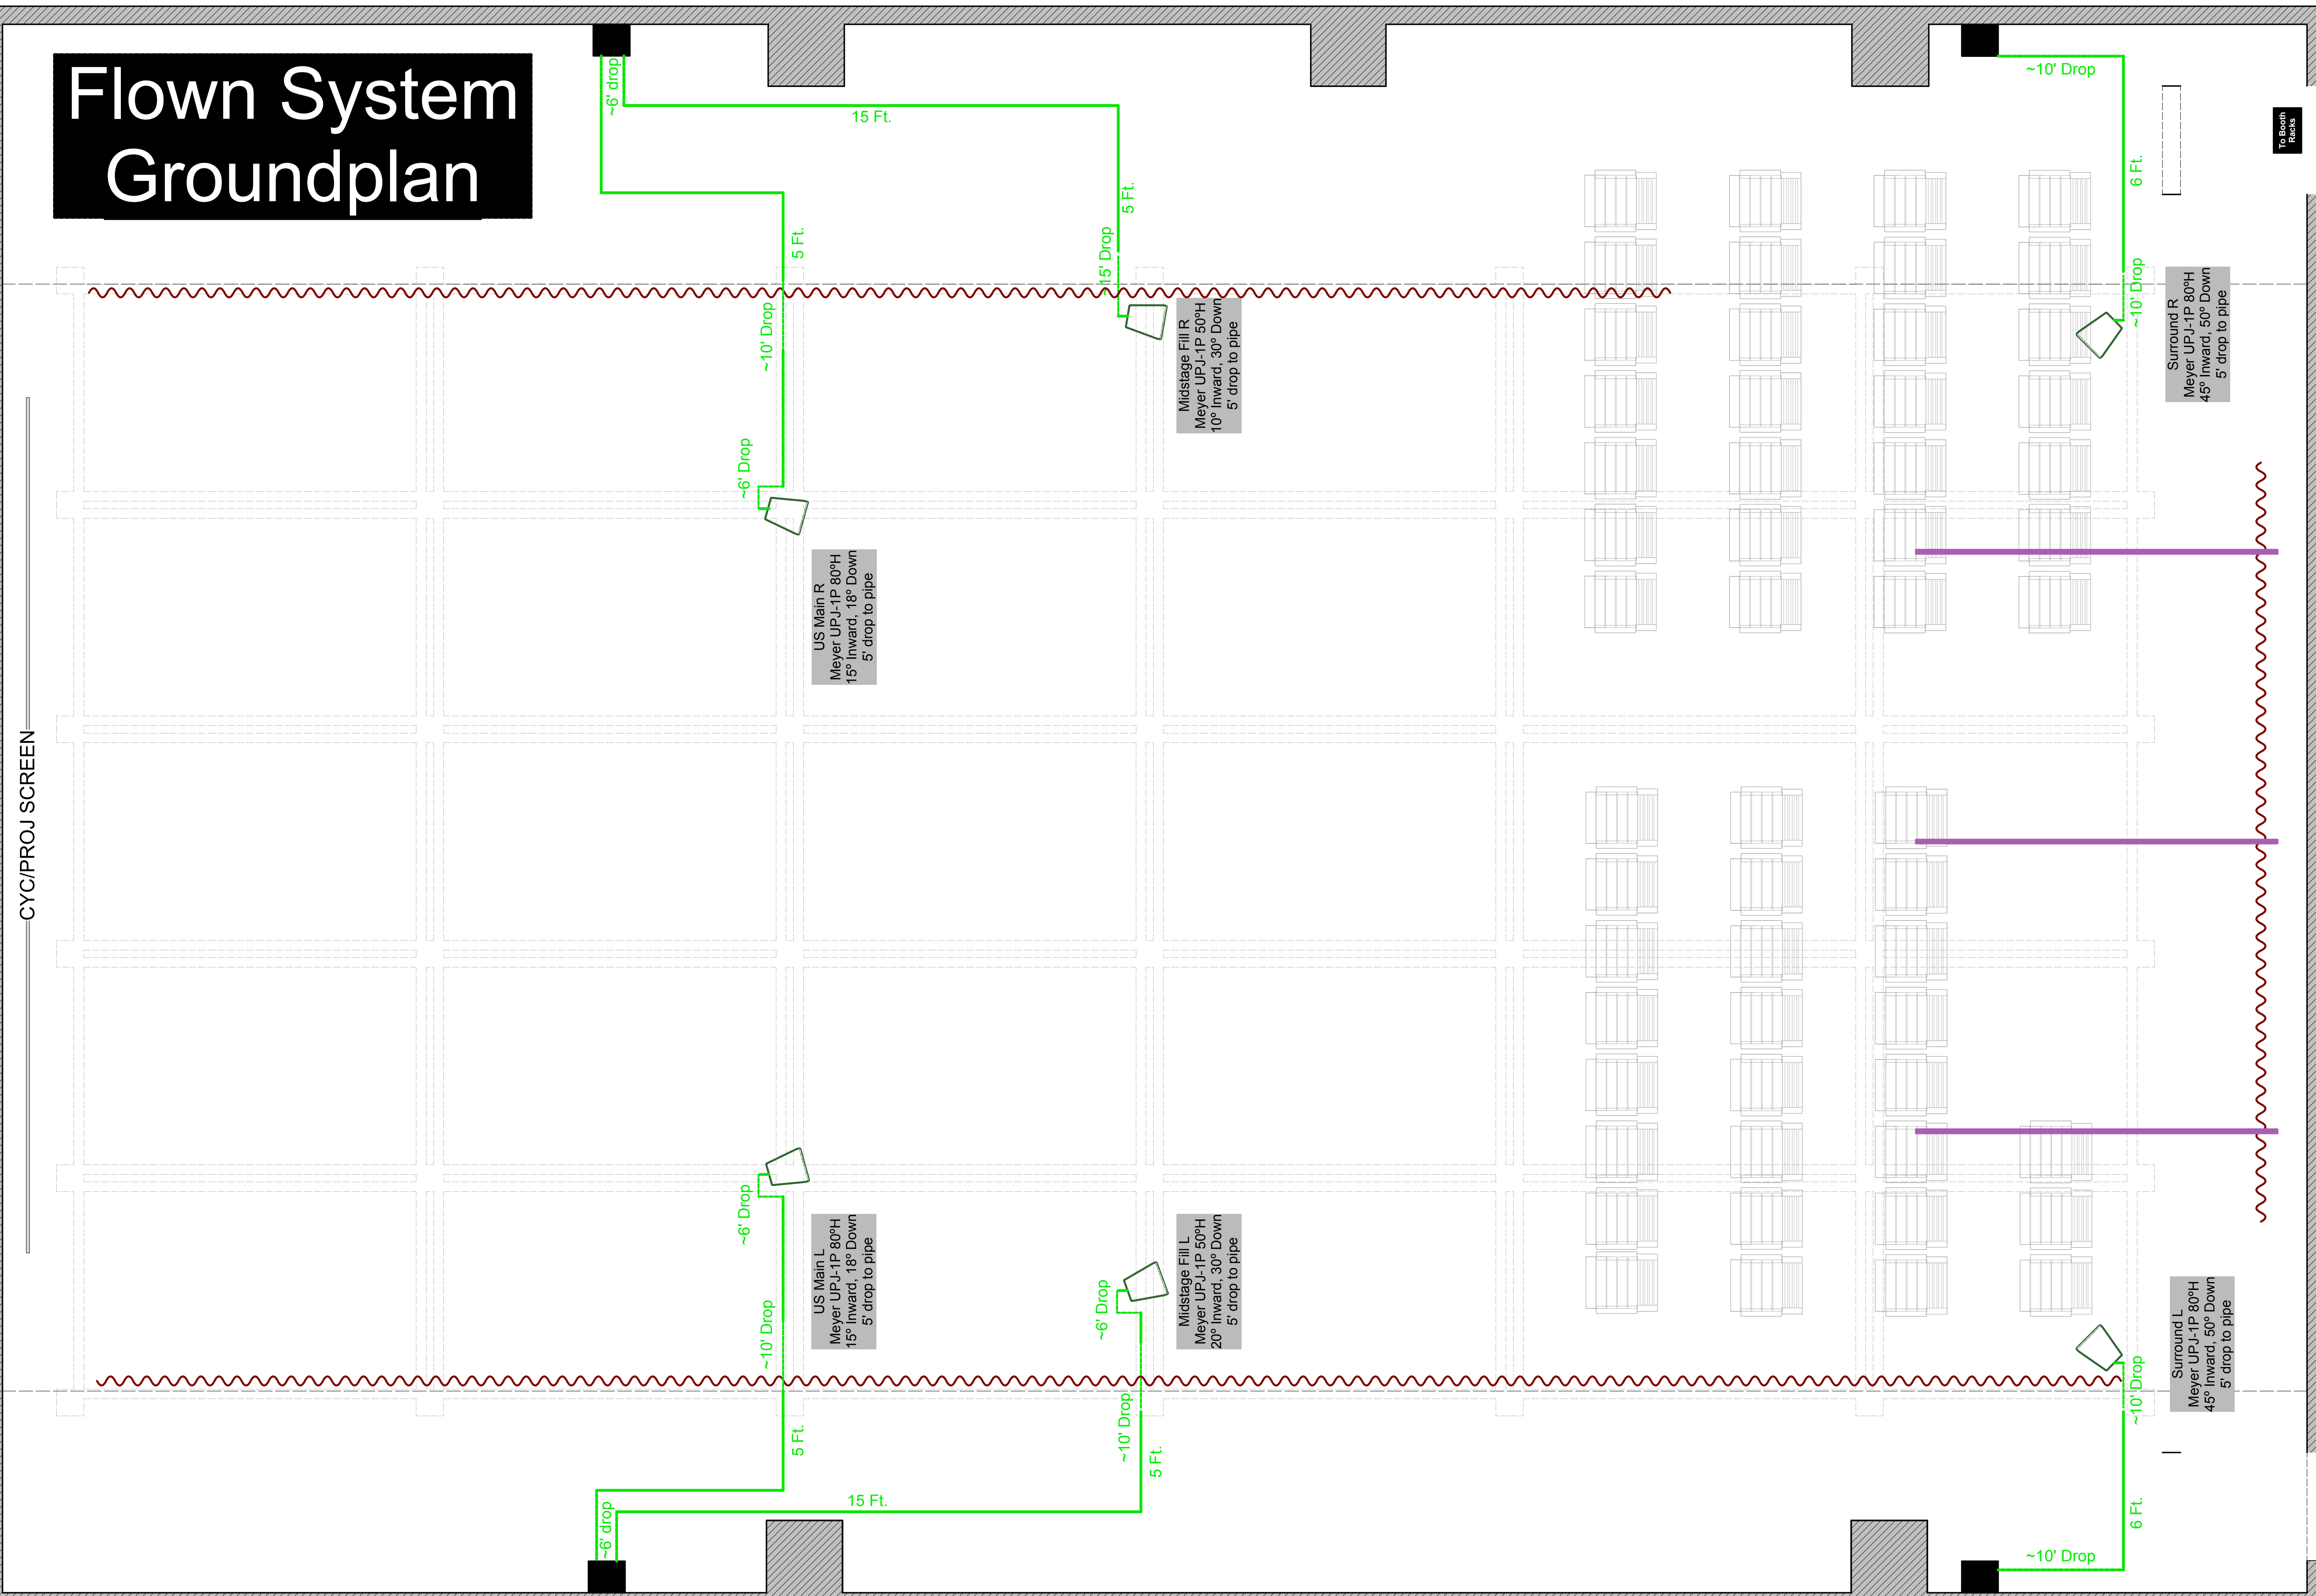 Flown System
Groundplan
~6' drop
15 Ft.
5 Ft.
~10' Drop
~6' Drop
5 Ft.
~15' Drop
Midstage Fill R
Meyer UPJ-1P 50ºH
10º Inward, 30º Down
5' drop to pipe
US Main R
Meyer UPJ-1P 80ºH
15º Inward, 18º Down
5' drop to pipe
~10' Drop
6 Ft.
~10' Drop
To Booth
Racks
Surround R
Meyer UPJ-1P 80ºH
45º Inward, 50º Down
5' drop to pipe
CYC/PROJ SCREEN
~6' Drop
US Main L
Meyer UPJ-1P 80ºH
15º Inward, 18º Down
5' drop to pipe
~10' Drop
5 Ft.
~6' Drop
Midstage Fill L
Meyer UPJ-1P 50ºH
20º Inward, 30º Down
5' drop to pipe
~10' Drop
5 Ft.
15 Ft.
~6' drop
Surround L
Meyer UPJ-1P 80ºH
45º Inward, 50º Down
5' drop to pipe
~10' Drop
6 Ft.
~10' Drop